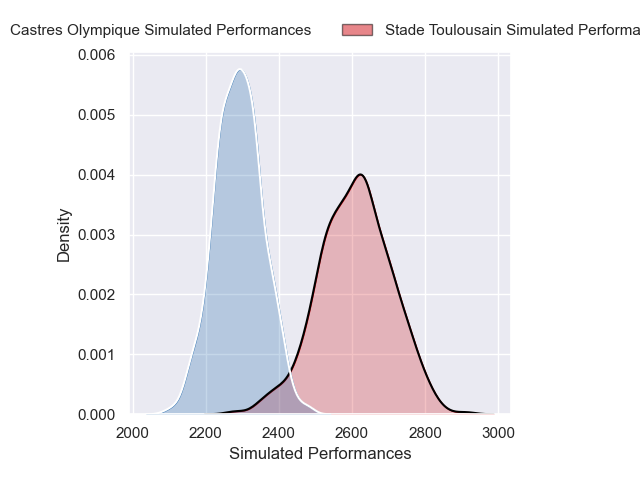 Castres Olympique Simulated Performances
Stade Toulousain Simulated Performa
0.006
0.005
0.004
0.003
0.002
0.001
0.000
Density
2000 2200 2400 2600 2800 3000
Simulated Performances